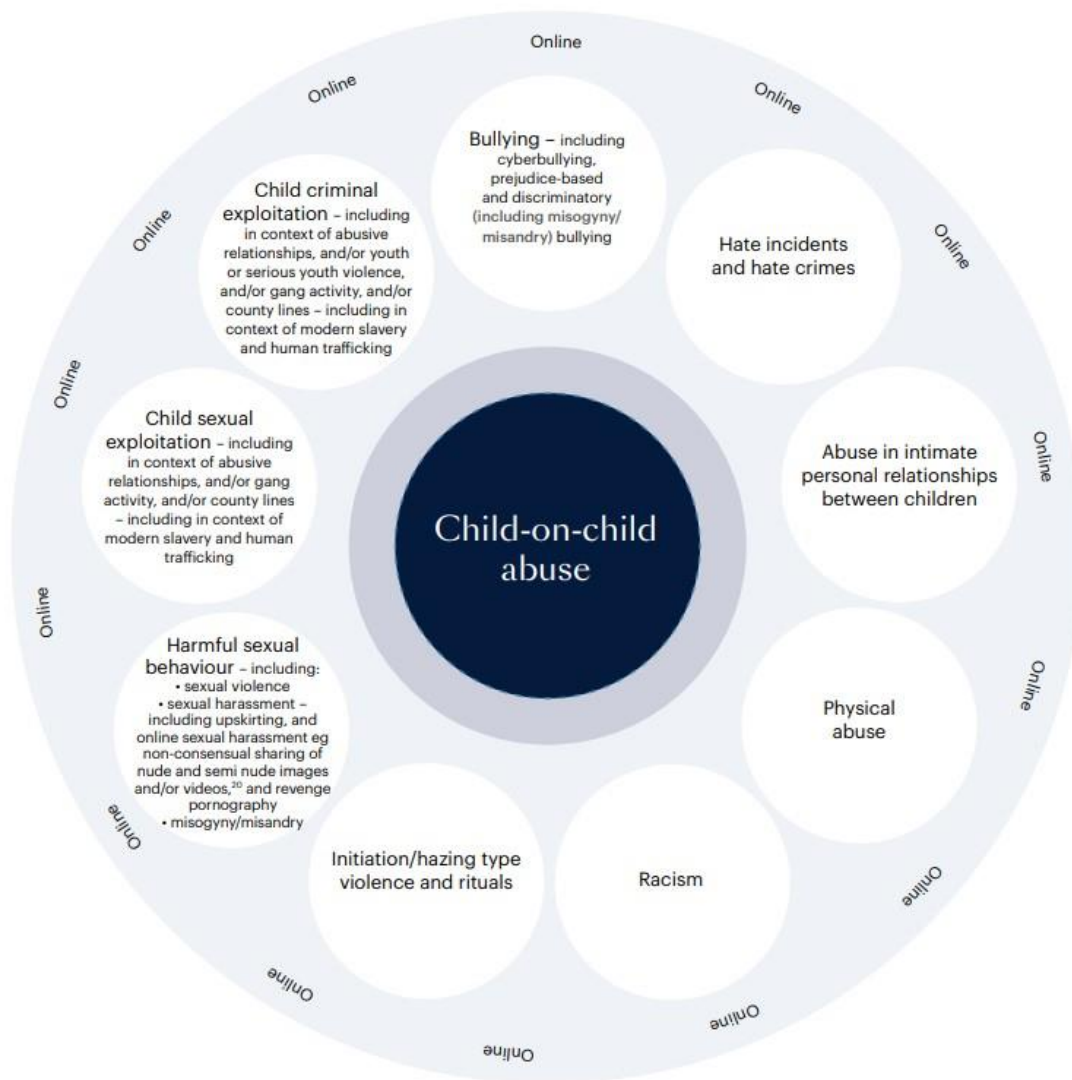 Online
Online
Online
Online
Online
Online
Online
Online
Online
Online
Online
Online
Online
Online
Bullying – including
cyberbullying,
prejudice-based
and discriminatory
(including misogyny/
misandry) bullying
Hate incidents
and hate crimes
Abuse in intimate
personal relationships
between children
Physical
abuse
Racism
Initiation/hazing type
violence and rituals
Harmful sexual
behaviour – including:
• sexual violence
• sexual harassment –
including upskirting, and
online sexual harassment eg
non-consensual sharing of
nude and semi nude images
and/or videos,²⁰ and revenge
pornography
• misogyny/misandry
Child sexual
exploitation – including
in context of abusive
relationships, and/or gang
activity, and/or county lines
– including in context of
modern slavery and human
trafficking
Child criminal
exploitation – including
in context of abusive
relationships, and/or youth
or serious youth violence,
and/or gang activity, and/or
county lines – including in
context of modern slavery
and human trafficking
Child-on-child
abuse